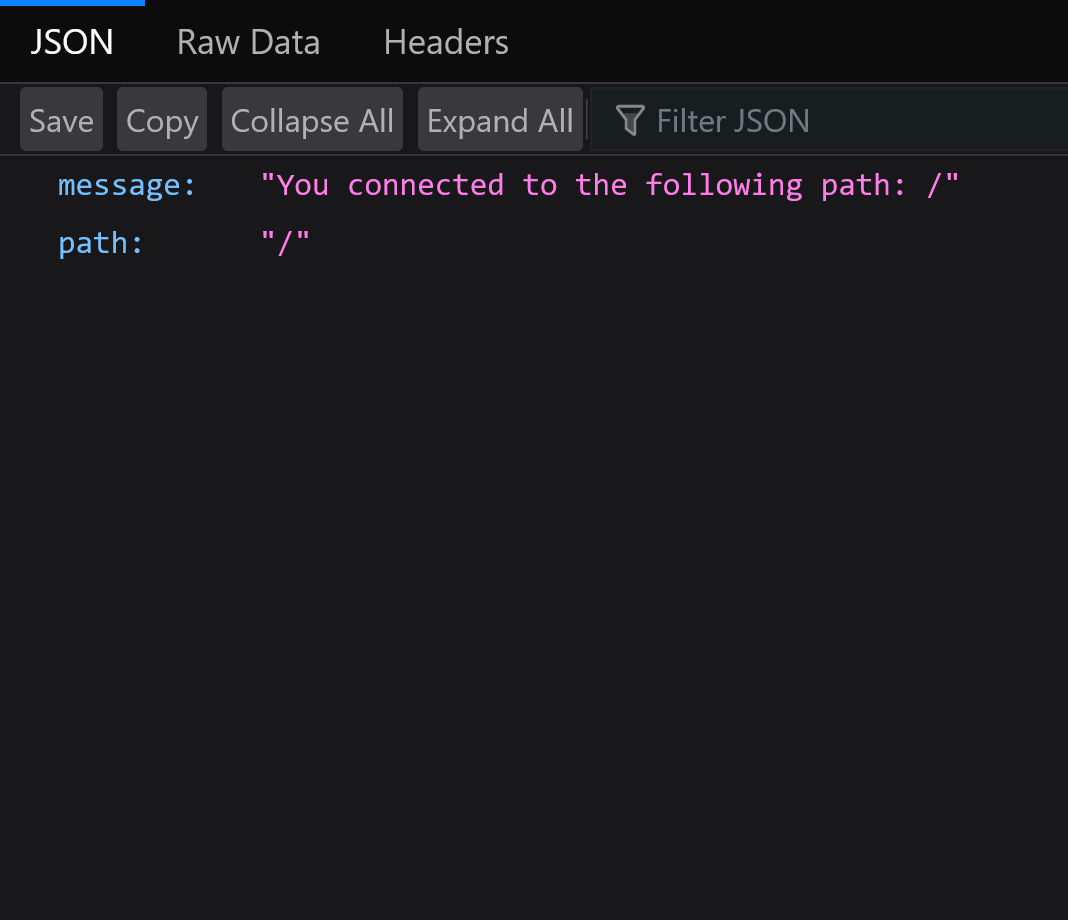 JSON Raw Data Headers
Save Copy Collapse All Expand All Filter JSON
message: "You connected to the following path: /"
path: "/"